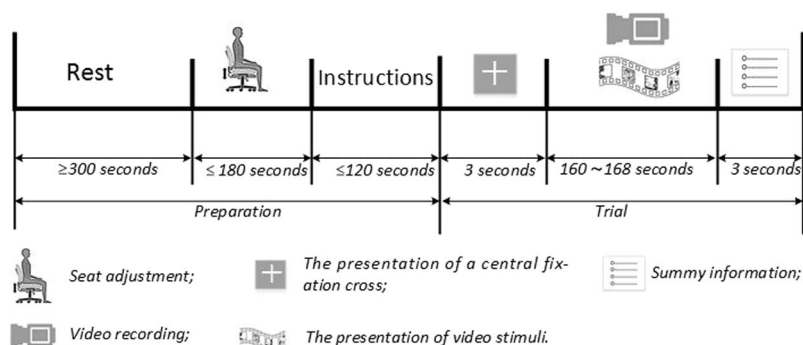 Rest
Instructions
≥300 seconds
≤ 180 seconds
≤120 seconds
3 seconds
160～168 seconds
3 seconds
Preparation
Trial
Seat adjustment;
The presentation of a central fix-
ation cross;
Summy information;
Video recording;
The presentation of video stimuli.